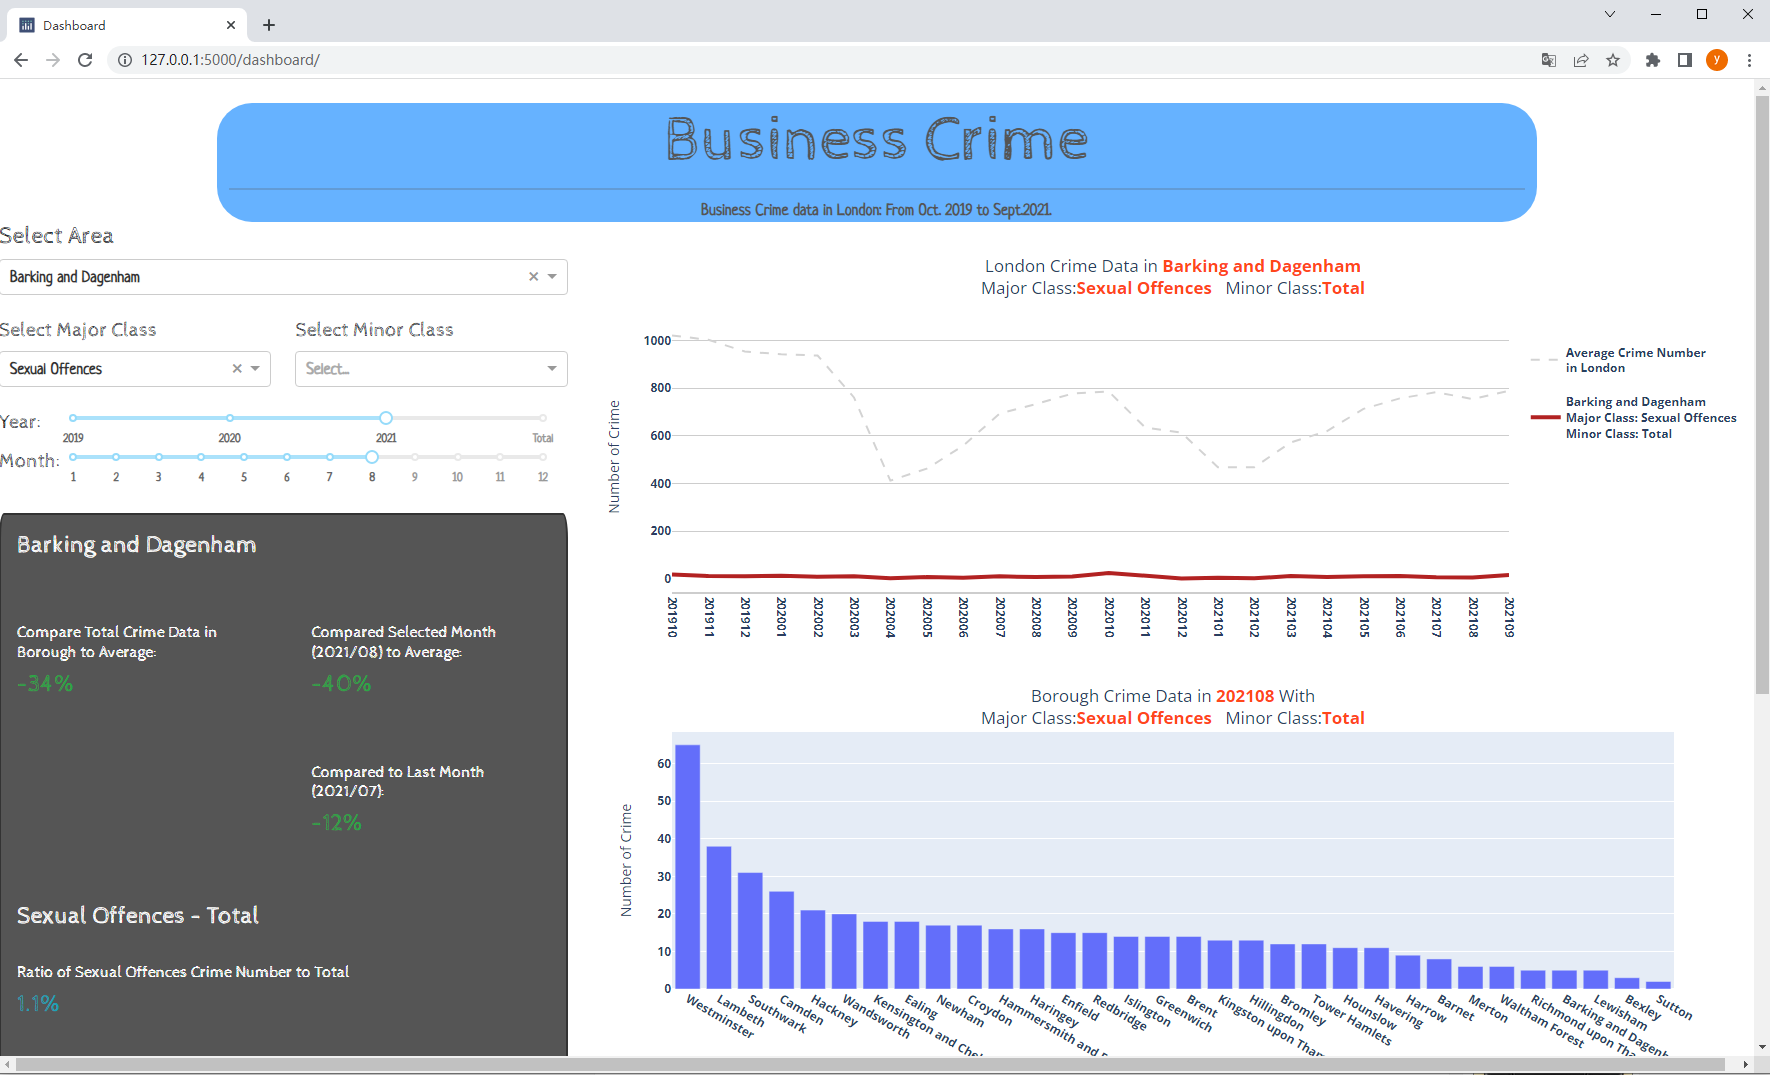 Dashboard
127.0.0.1:5000/dashboard/
y
Business Crime
Business Crime data in London: From Oct. 2019 to Sept.2021.
Select Area
Barking and Dagenham
Select Major Class
Select Minor Class
Sexual Offences
Select...
Year:
2019 2020 2021 Total
Month:
1 2 3 4 5 6 7 8 9 10 11 12
Barking and Dagenham
Compare Total Crime Data in
Borough to Average:
-34%
Compared Selected Month
(2021/08) to Average:
-40%
Compared to Last Month
(2021/07):
-12%
Sexual Offences - Total
Ratio of Sexual Offences Crime Number to Total
1.1%
London Crime Data in Barking and Dagenham
Major Class:Sexual Offences Minor Class:Total
Number of Crime
1000
800
600
400
200
0
201910
201911
201912
202001
202002
202003
202004
202005
202006
202007
202008
202009
202010
202011
202012
202101
202102
202103
202104
202105
202106
202107
202108
202109
Average Crime Number
in London
Barking and Dagenham
Major Class: Sexual Offences
Minor Class: Total
Borough Crime Data in 202108 With
Major Class:Sexual Offences Minor Class:Total
Number of Crime
60
50
40
30
20
10
0
Westminster
Lambeth
Southwark
Camden
Hackney
Wandsworth
Kensington and Che
Ealing
Newham
Croydon
Hammersmith and
Haringey
Enfield
Redbridge
Islington
Greenwich
Brent
Kingston upon Tham
Hillingdon
Bromley
Tower Hamlets
Hounslow
Havering
Harrow
Barnet
Merton
Waltham Forest
Richmond upon Tha
Barking and Dagenh
Lewisham
Bexley
Sutton